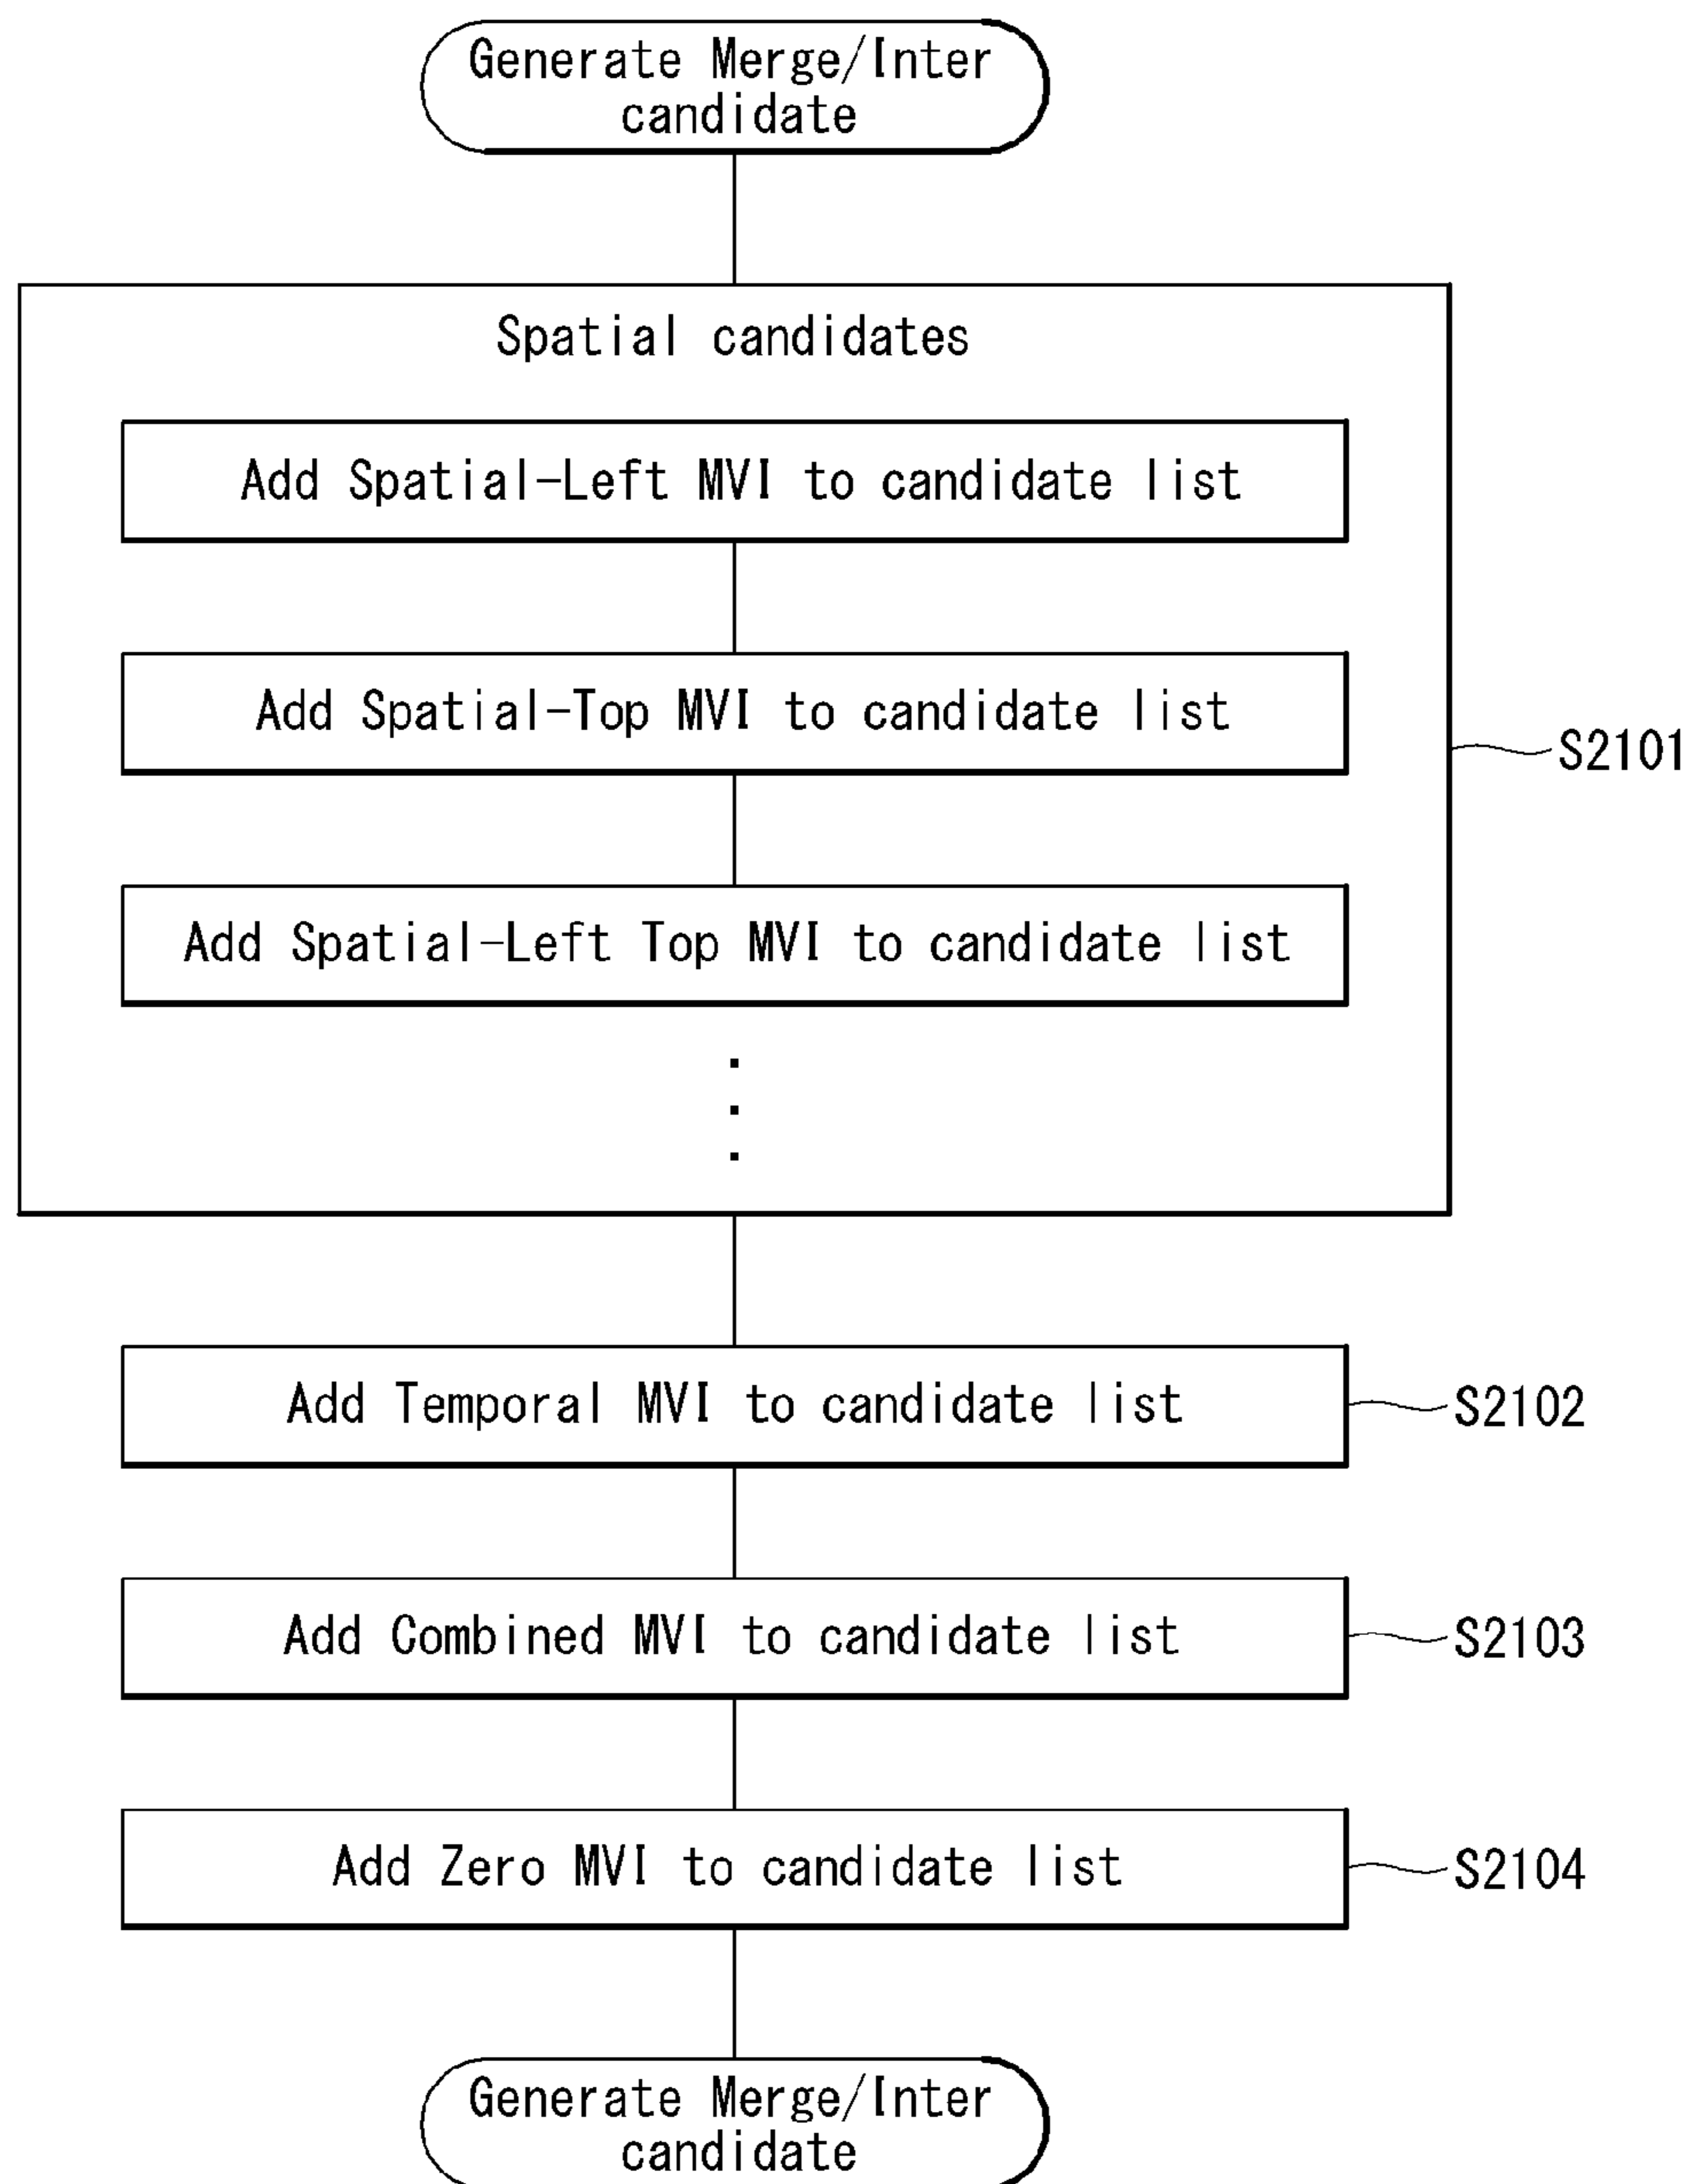 Generate Merge/Inter
candidate
Spatial candidates
Add Spatial-Left MVI to candidate list
Add Spatial-Top MVI to candidate list
S2101
Add Spatial-Left Top MVI to candidate list
Add Temporal MVI to candidate list
S2102
Add Combined MVI to candidate list
S2103
Add Zero MVI to candidate list
S2104
Generate Merge/Inter
candidate